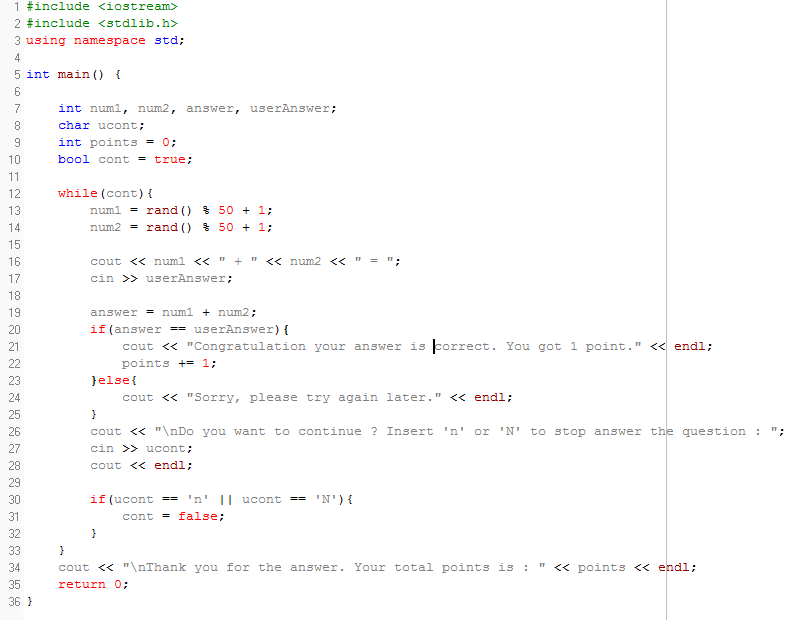 1 #include <iostream>
2 #include <stdlib.h>
3 using namespace std;
4
5 int main() {
6
7     int num1, num2, answer, userAnswer;
8     char ucont;
9     int points = 0;
10     bool cont = true;
11
12     while(cont){
13         num1 = rand() % 50 + 1;
14         num2 = rand() % 50 + 1;
15
16         cout << num1 << " + " << num2 << " = ";
17         cin >> userAnswer;
18
19         answer = num1 + num2;
20         if(answer == userAnswer){
21             cout << "Congratulation your answer is correct. You got 1 point." << endl;
22             points += 1;
23         }else{
24             cout << "Sorry, please try again later." << endl;
25         }
26         cout << "\nDo you want to continue ? Insert 'n' or 'N' to stop answer the question : ";
27         cin >> ucont;
28         cout << endl;
29
30         if(ucont == 'n' || ucont == 'N'){
31             cont = false;
32         }
33     }
34     cout << "\nThank you for the answer. Your total points is : " << points << endl;
35     return 0;
36 }